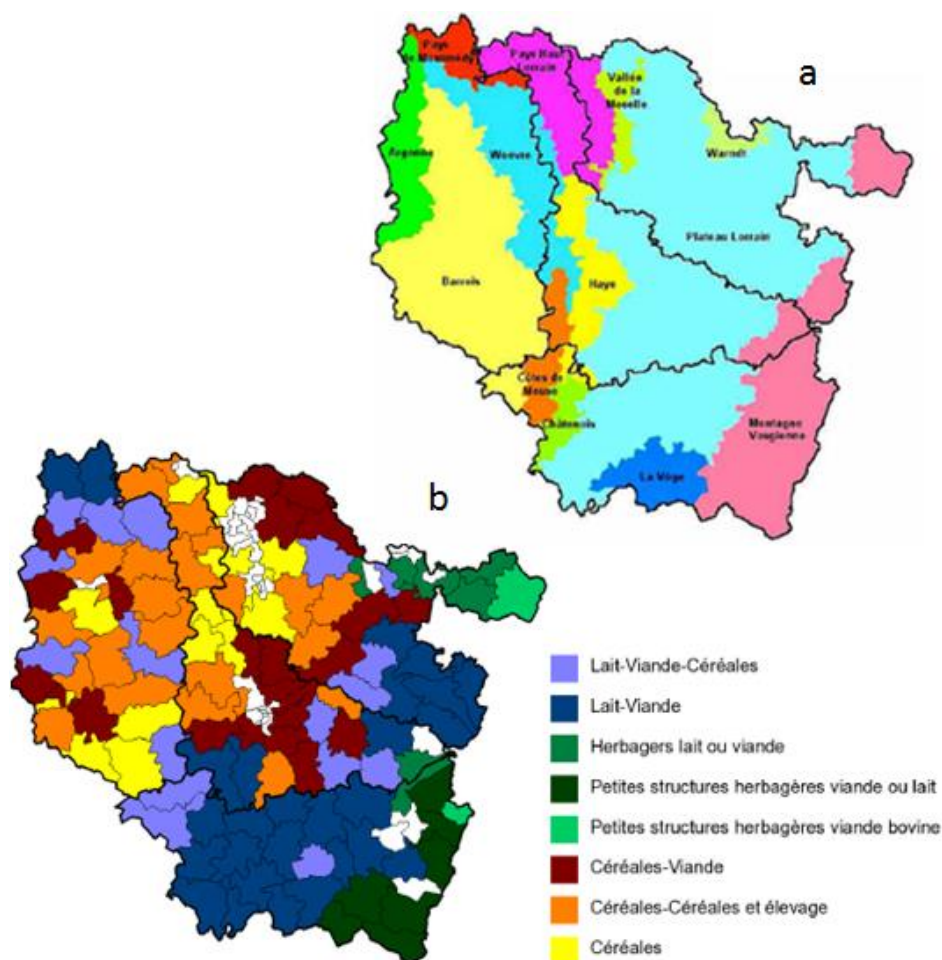 a
Pays
de Montmédy
Pays Haut
Lorrain
Vallée
de la
Moselle
Argonne
Woëvre
Warndt
Plateau Lorrain
Barrois
Haye
Côtes de
Meuse
Châtenois
Montagne
Vosgienne
La Vôge
b
Lait-Viande-Céréales
Lait-Viande
Herbagers lait ou viande
Petites structures herbagères viande ou lait
Petites structures herbagères viande bovine
Céréales-Viande
Céréales-Céréales et élevage
Céréales